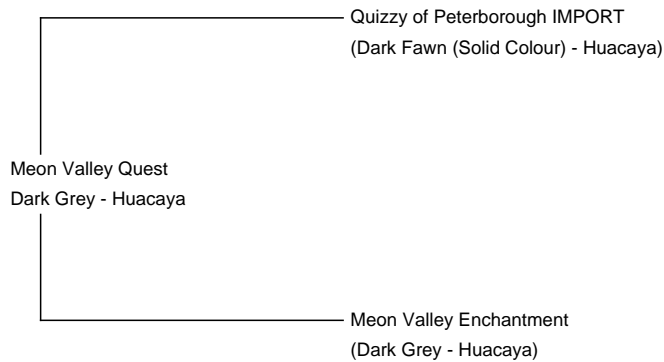 Quizzy of Peterborough IMPORT
(Dark Fawn (Solid Colour) - Huacaya)
Meon Valley Quest
Dark Grey - Huacaya
Meon Valley Enchantment
(Dark Grey - Huacaya)